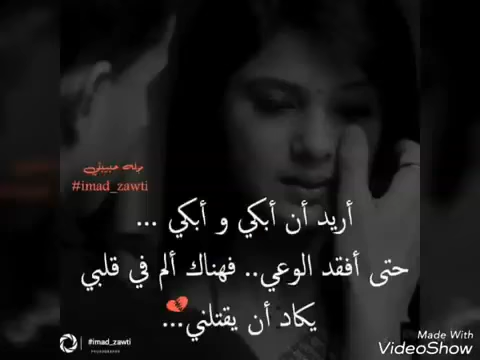 #imad_zawti
أريد أن أبكي و أبكي ...
حتى أفقد الوعي.. فهناك ألم في قلبي
يكاد أن يقتلني...💔
#imad_zawti
Made With
VideoShow